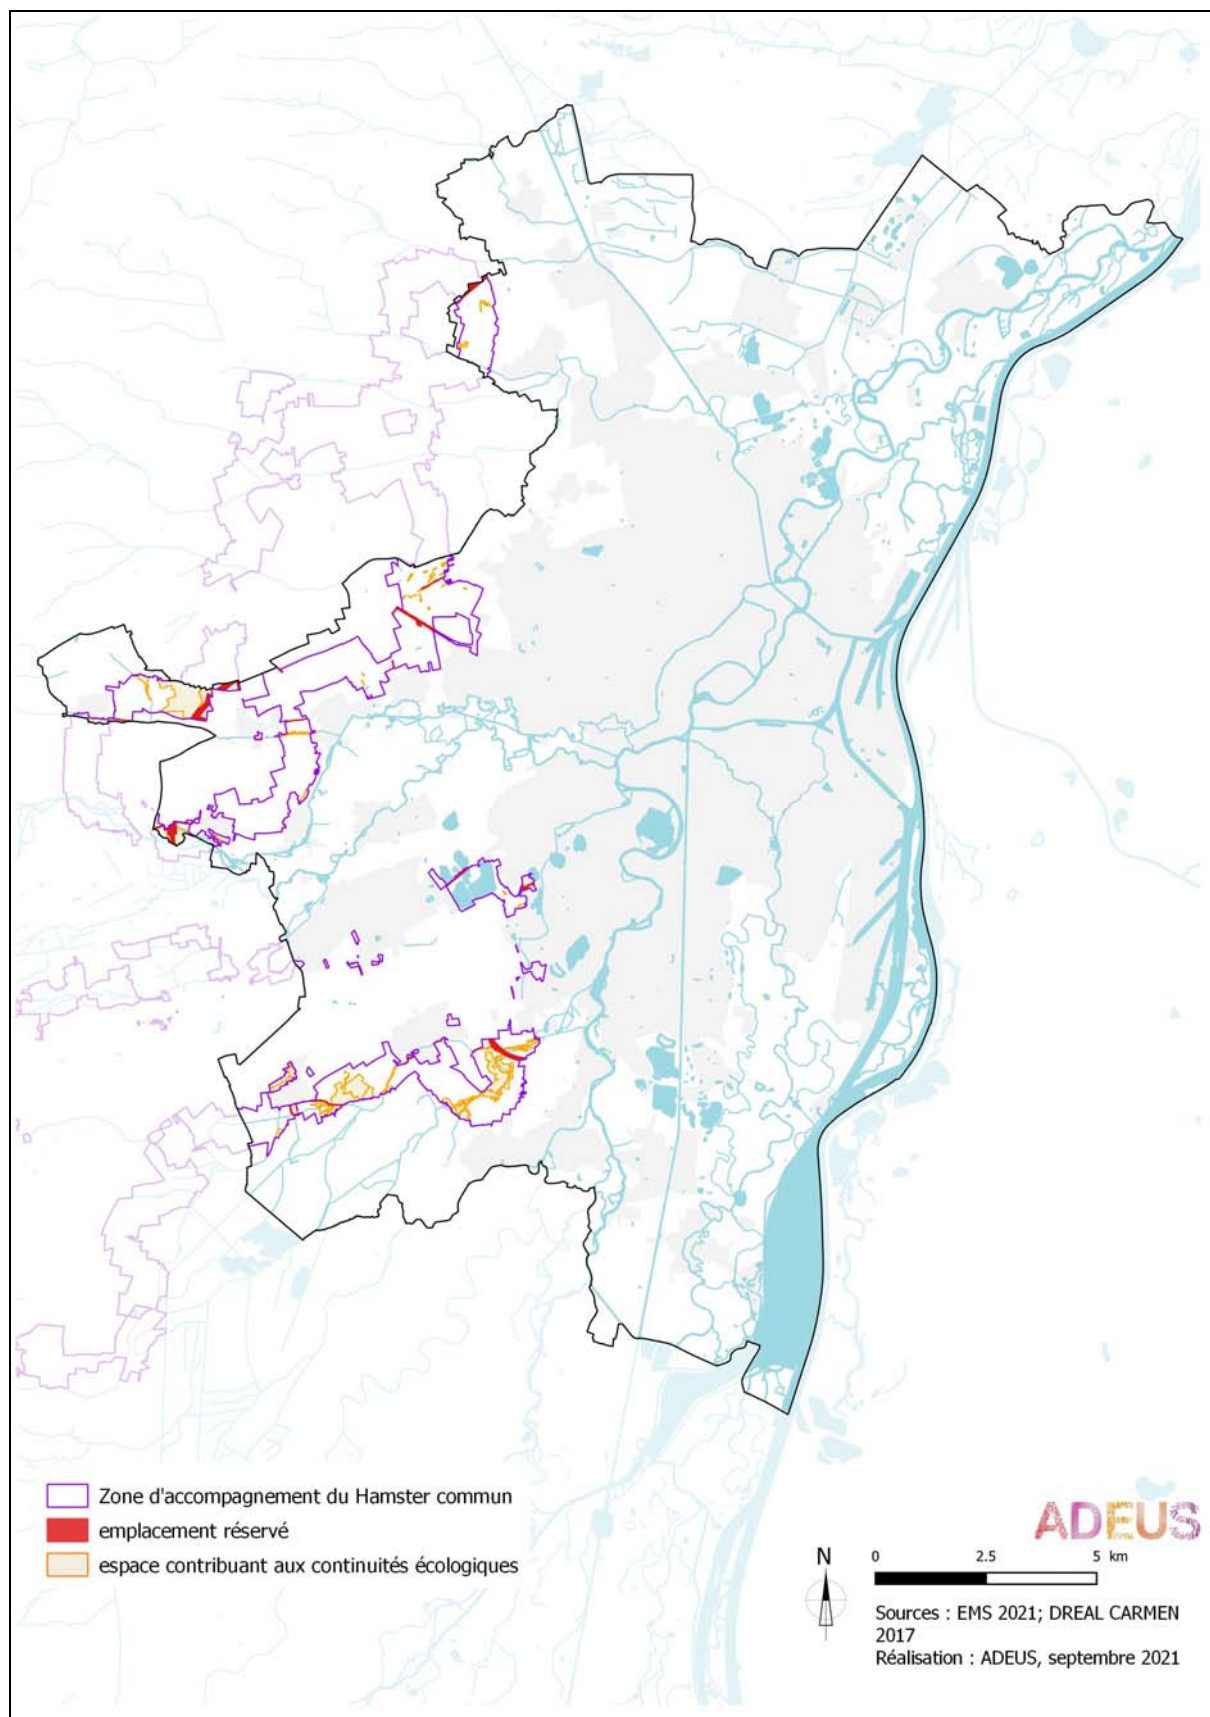 Zone d'accompagnement du Hamster commun
emplacement réservé
espace contribuant aux continuités écologiques
ADEUS
N
0 2.5 5 km
Sources : EMS 2021; DREAL CARMEN
2017
Réalisation : ADEUS, septembre 2021